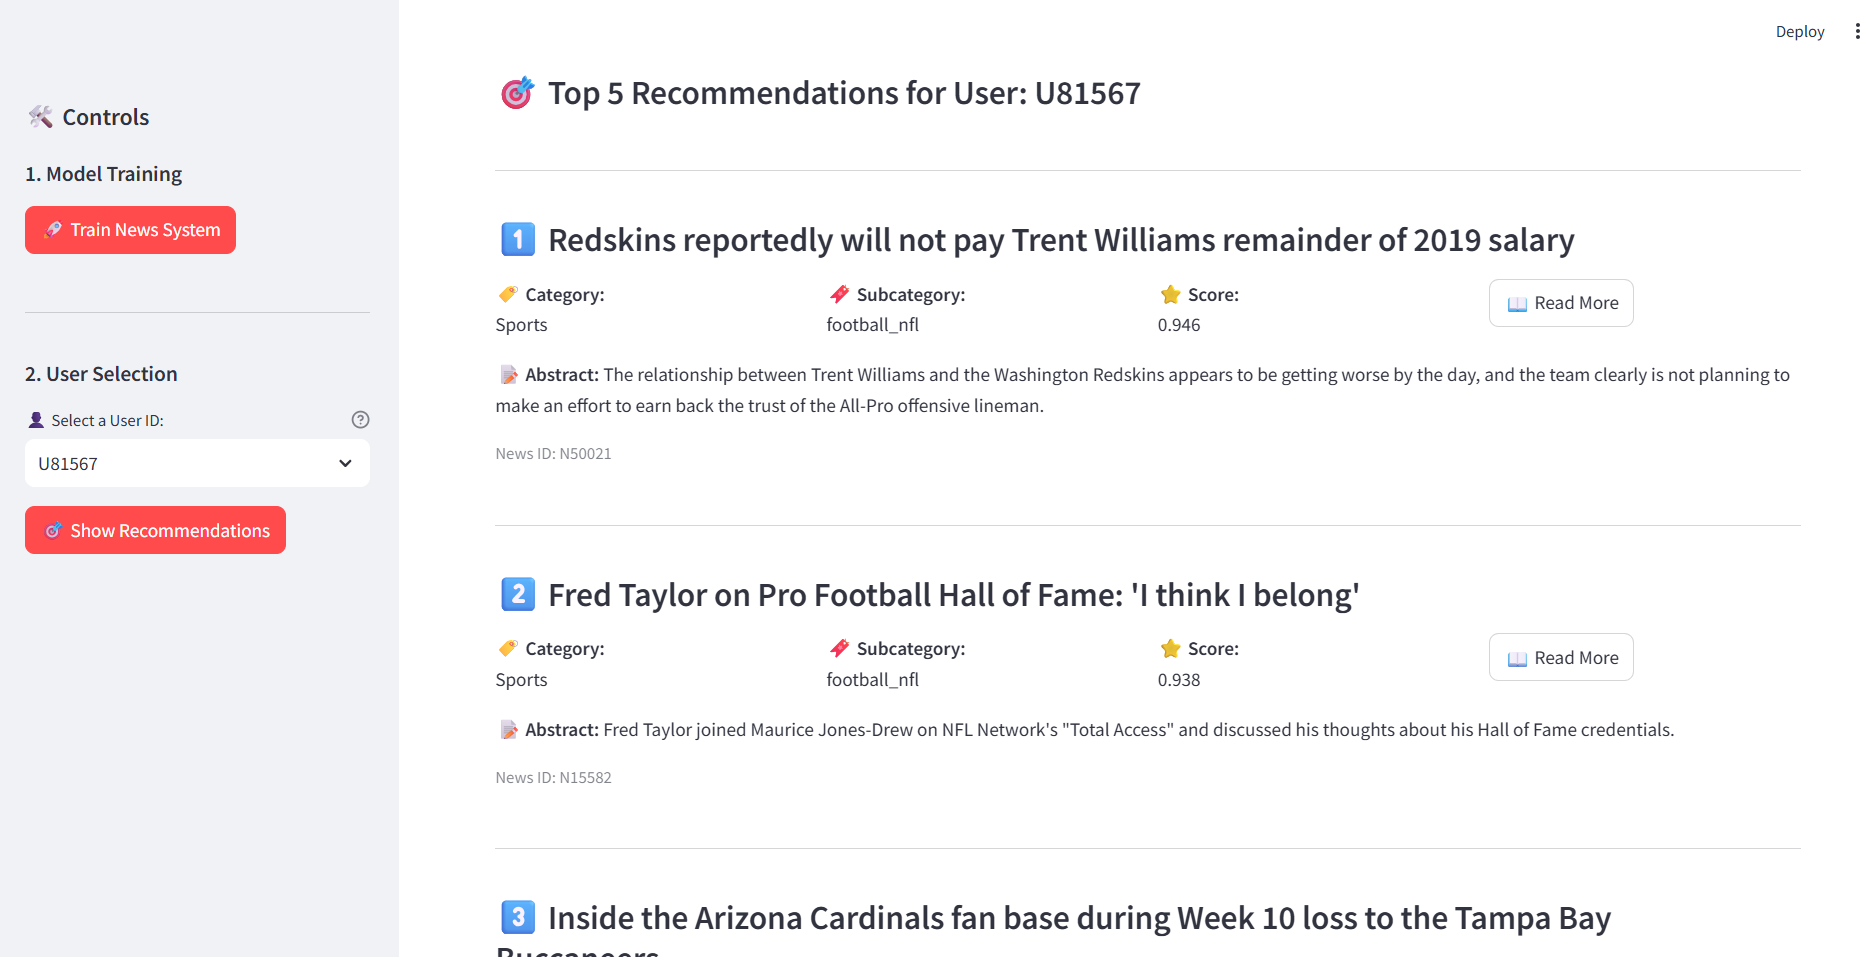 Deploy
Controls
1. Model Training
Train News System
2. User Selection
Select a User ID:
U81567
Show Recommendations
Top 5 Recommendations for User: U81567
1 Redskins reportedly will not pay Trent Williams remainder of 2019 salary
Category: Subcategory: Score: Read More
Sports football_nfl 0.946
Abstract: The relationship between Trent Williams and the Washington Redskins appears to be getting worse by the day, and the team clearly is not planning to
make an effort to earn back the trust of the All-Pro offensive lineman.
News ID: N50021
2 Fred Taylor on Pro Football Hall of Fame: 'I think I belong'
Category: Subcategory: Score: Read More
Sports football_nfl 0.938
Abstract: Fred Taylor joined Maurice Jones-Drew on NFL Network's "Total Access" and discussed his thoughts about his Hall of Fame credentials.
News ID: N15582
3 Inside the Arizona Cardinals fan base during Week 10 loss to the Tampa Bay
Buccaneers